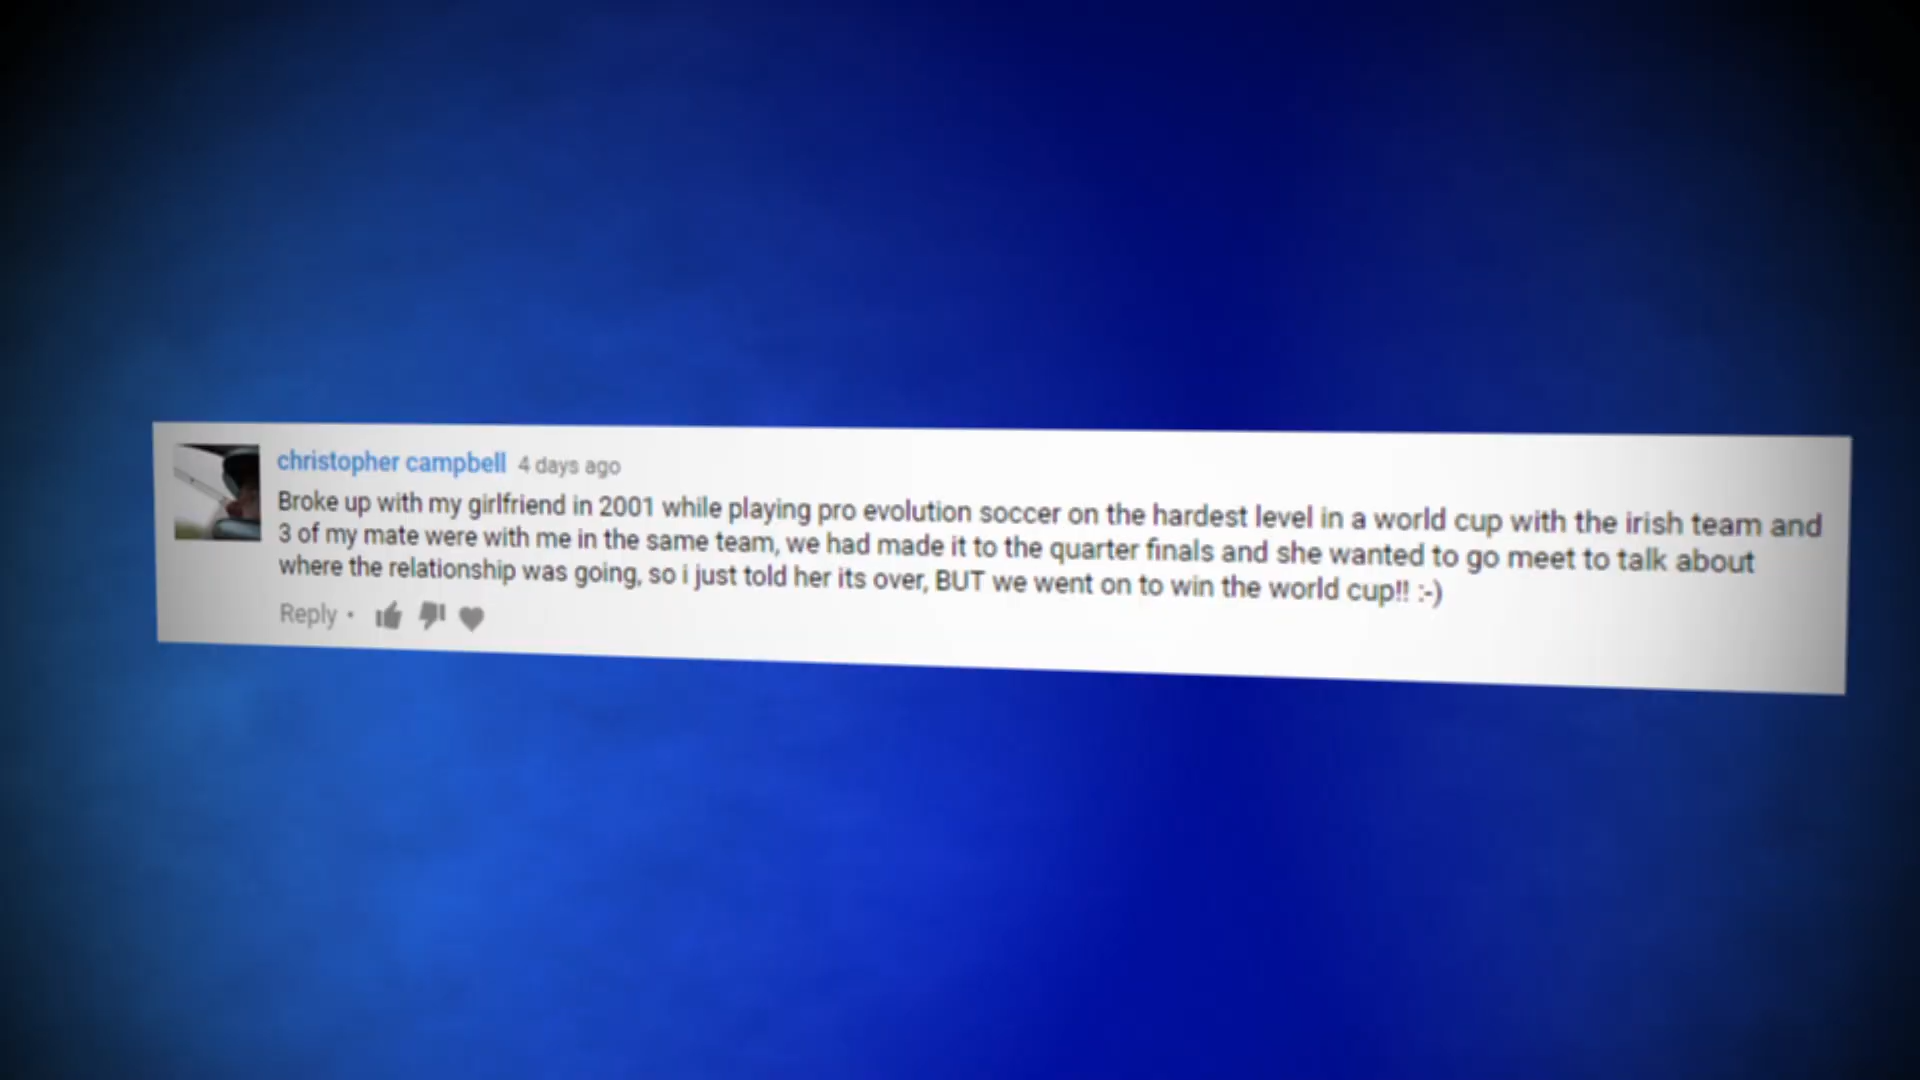 christopher campbell 4 days ago
Broke up with my girlfriend in 2001 while playing pro evolution soccer on the hardest level in a world cup with the irish team and
3 of my mate were with me in the same team, we had made it to the quarter finals and she wanted to go meet to talk about
where the relationship was going, so i just told her its over, BUT we went on to win the world cup!! :-)
Reply •